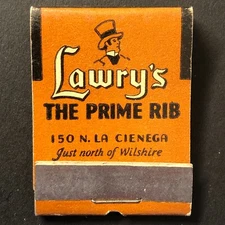 Lawry's
THE PRIME RIB
150 N. LA CIENEGA
Just north of Wilshire